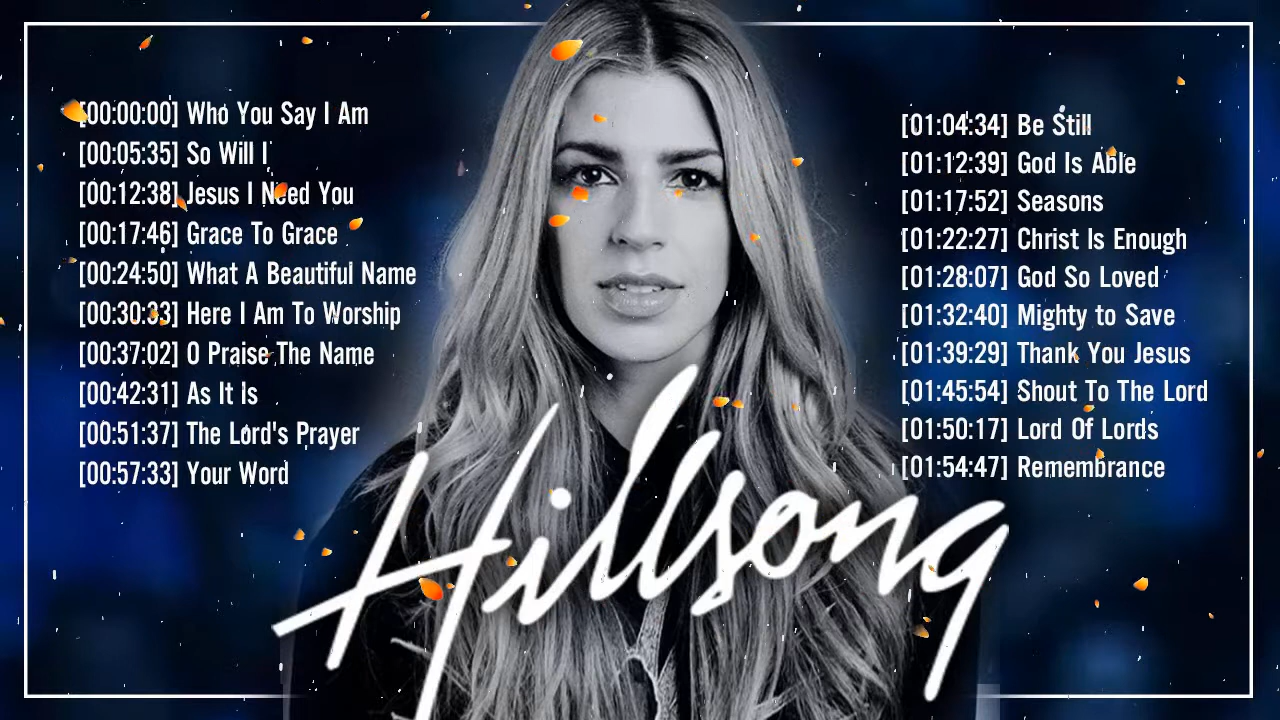 [00:00:00] Who You Say I Am
[00:05:35] So Will I
[00:12:38] Jesus I Need You
[00:17:46] Grace To Grace
[00:24:50] What A Beautiful Name
[00:30:33] Here I Am To Worship
[00:37:02] O Praise The Name
[00:42:31] As It Is
[00:51:37] The Lord's Prayer
[00:57:33] Your Word
[01:04:34] Be Still
[01:12:39] God Is Able
[01:17:52] Seasons
[01:22:27] Christ Is Enough
[01:28:07] God So Loved
[01:32:40] Mighty to Save
[01:39:29] Thank You Jesus
[01:45:54] Shout To The Lord
[01:50:17] Lord Of Lords
[01:54:47] Remembrance
Hillsong